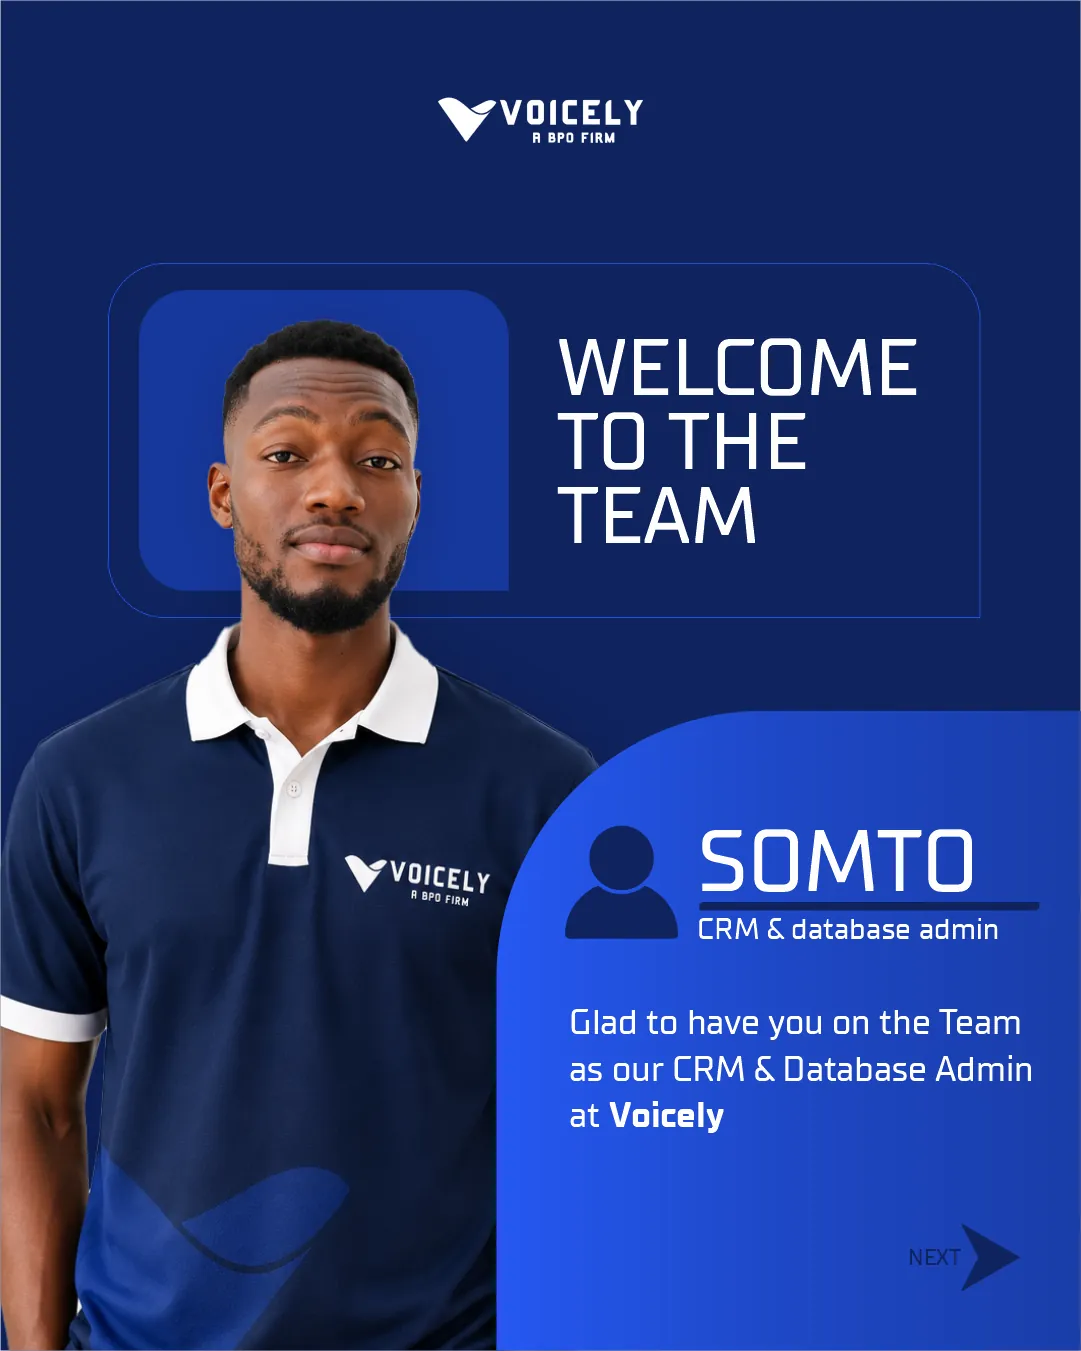 VOICELY
A BPO FIRM
WELCOME
TO THE
TEAM
VOICELY
A BPO FIRM
SOMTO
CRM & database admin
Glad to have you on the Team
as our CRM & Database Admin
at Voicely
NEXT